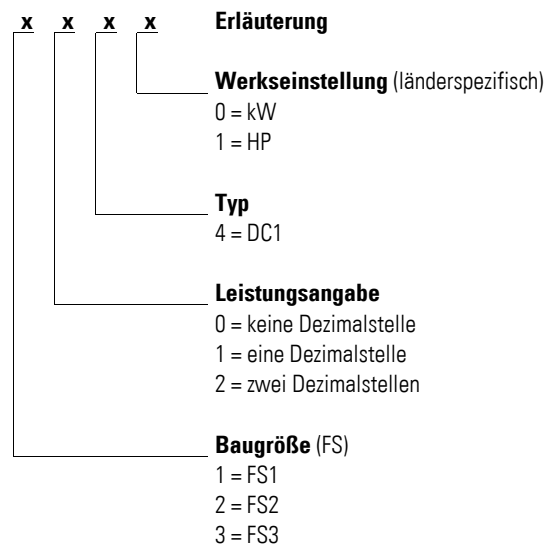 x x x x Erläuterung
Werkseinstellung (länderspezifisch)
0 = kW
1 = HP
Typ
4 = DC1
Leistungsangabe
0 = keine Dezimalstelle
1 = eine Dezimalstelle
2 = zwei Dezimalstellen
Baugröße (FS)
1 = FS1
2 = FS2
3 = FS3